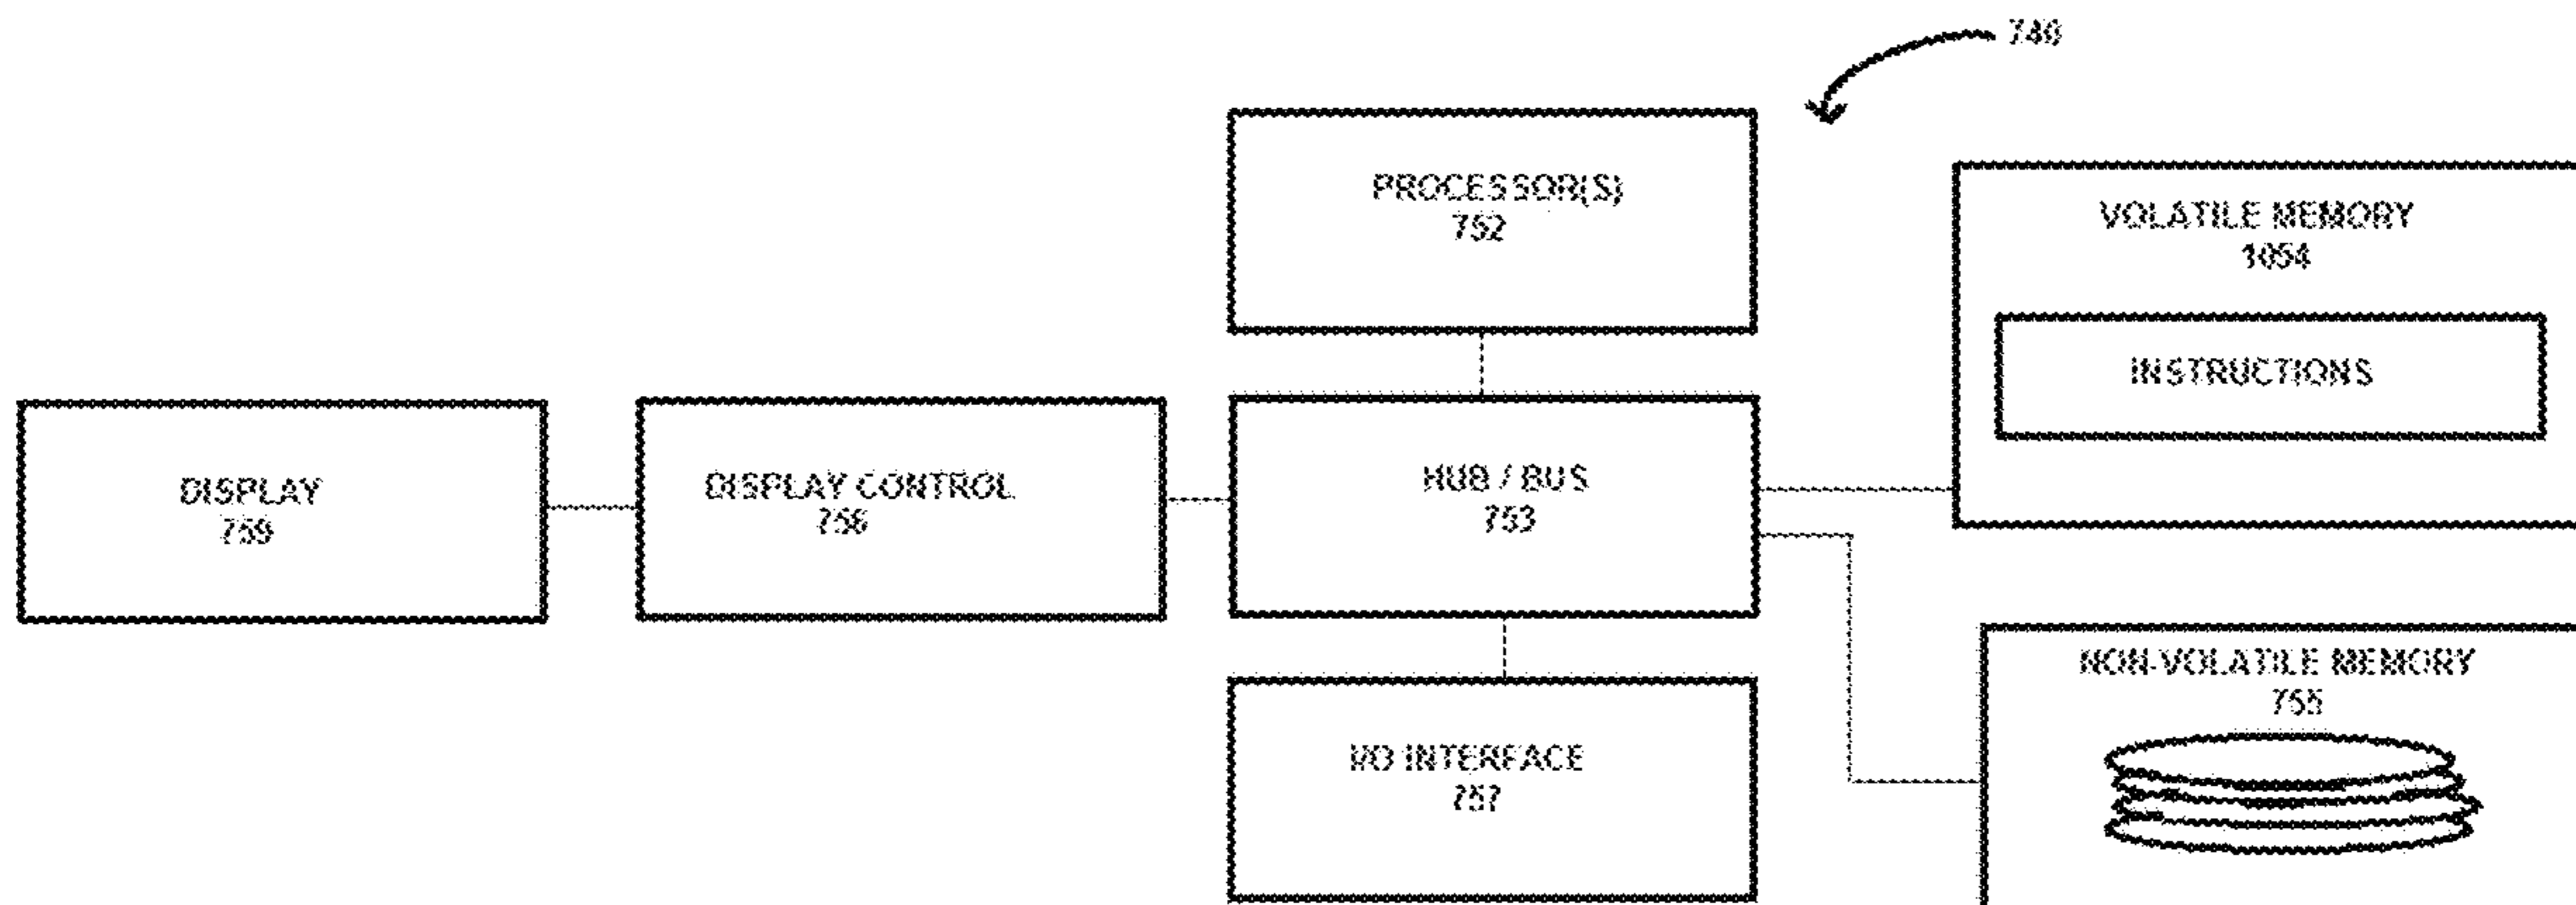 740
PROCESSOR(S)
752
VOLATILE MEMORY
1054
INSTRUCTIONS
DISPLAY
759
DISPLAY CONTROL
756
HUB / BUS
753
NON-VOLATILE MEMORY
755
I/O INTERFACE
757